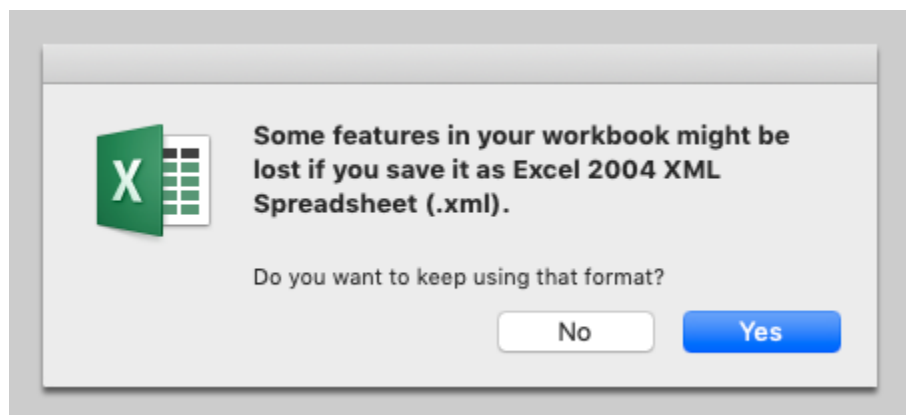 Some features in your workbook might be
lost if you save it as Excel 2004 XML
Spreadsheet (.xml).
Do you want to keep using that format?
No
Yes
X